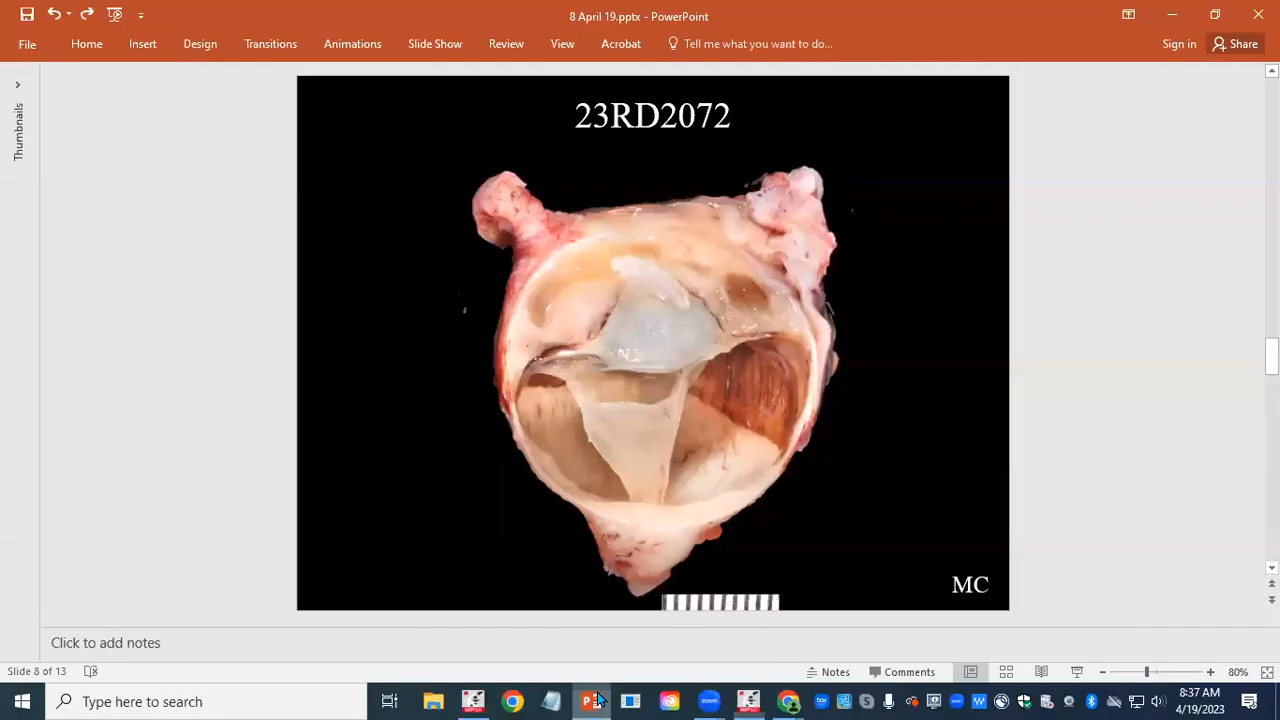 8 April 19.pptx - PowerPoint
File Home Insert Design Transitions Animations Slide Show Review View Acrobat Tell me what you want to do... Sign in Share
Thumbnails
23RD2072
MC
Click to add notes
Slide 8 of 13 Notes Comments 80%
Type here to search
zoom
8:37 AM
4/19/2023